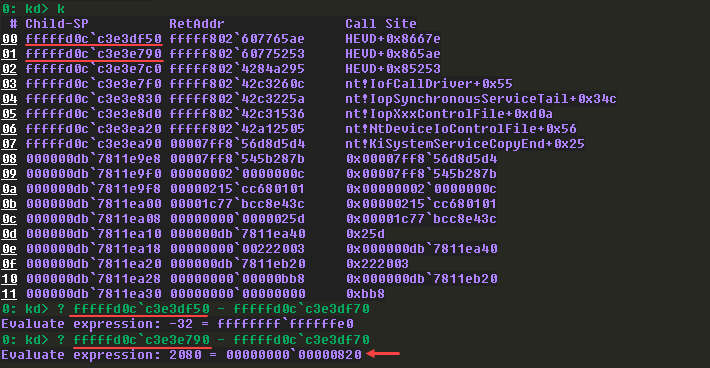 0: kd> k
# Child-SP RetAddr Call Site
00 fffffd0c`c3e3df50 fffff802`607765ae HEVD+0x8667e
01 fffffd0c`c3e3e790 fffff802`60775253 HEVD+0x865ae
02 fffffd0c`c3e3e7c0 fffff802`4284a295 HEVD+0x85253
03 fffffd0c`c3e3e7f0 fffff802`42c3260c nt!IofCallDriver+0x55
04 fffffd0c`c3e3e830 fffff802`42c3225a nt!IopSynchronousServiceTail+0x34c
05 fffffd0c`c3e3e8d0 fffff802`42c31536 nt!IopXxxControlFile+0xd0a
06 fffffd0c`c3e3ea20 fffff802`42a12505 nt!NtDeviceIoControlFile+0x56
07 fffffd0c`c3e3ea90 00007ff8`56d8d5d4 nt!KiSystemServiceCopyEnd+0x25
08 000000db`7811e9e8 00007ff8`545b287b 0x00007ff8`56d8d5d4
09 000000db`7811e9f0 00000002`0000000c 0x00007ff8`545b287b
0a 000000db`7811e9f8 00000215`cc680101 0x00000002`0000000c
0b 000000db`7811ea00 00001c77`bcc8e43c 0x00000215`cc680101
0c 000000db`7811ea08 00000000`0000025d 0x00001c77`bcc8e43c
0d 000000db`7811ea10 000000db`7811ea40 0x25d
0e 000000db`7811ea18 00000000`00222003 0x000000db`7811ea40
0f 000000db`7811ea20 000000db`7811eb20 0x222003
10 000000db`7811ea28 00000000`00000bb8 0x000000db`7811eb20
11 000000db`7811ea30 00000000`00000000 0xbb8
0: kd> ? fffffd0c`c3e3df50 - fffffd0c`c3e3df70
Evaluate expression: -32 = ffffffff`ffffffe0
0: kd> ? fffffd0c`c3e3e790 - fffffd0c`c3e3df70
Evaluate expression: 2080 = 00000000`00000820